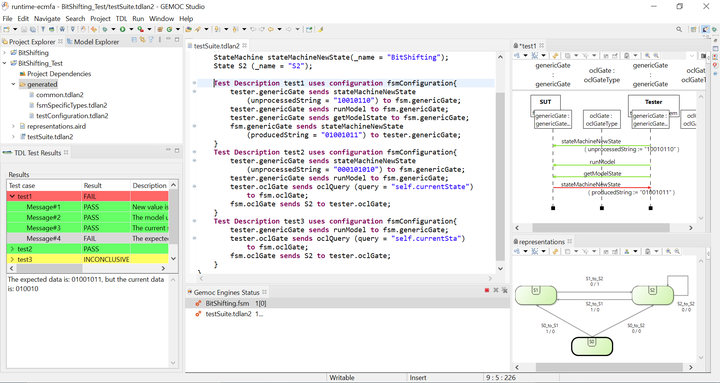 runtime-ecmfa - BitShifting_Test/testSuite.tdlan2 - GEMOC Studio
File Edit Navigate Search Project TDL Run Window Help
Project Explorer
Model Explorer
BitShifting
BitShifting_Test
Project Dependencies
generated
common.tdlan2
fsmSpecificTypes.tdlan2
testConfiguration.tdlan2
representations.aird
testSuite.tdlan2
TDL Test Results
Results
Test case Result Description
test1 FAIL
Message#1 PASS New value is
Message#2 PASS The model u
Message#3 PASS The current s
Message#4 FAIL The expected
test2 PASS
test3 INCONCLUSIVE
The expected data is: 01001011, but the current data
is: 010010
testSuite.tdlan2
StateMachine stateMachineNewState(_name = "BitShifting");
State S2 (_name = "S2");
Test Description test1 uses configuration fsmConfiguration{
tester.genericGate sends stateMachineNewState
(unprocessedString = "10010110") to fsm.genericGate;
tester.genericGate sends runModel to fsm.genericGate;
tester.genericGate sends getModelState to fsm.genericGate;
fsm.genericGate sends stateMachineNewState
(producedString = "01001011") to tester.genericGate;
}
Test Description test2 uses configuration fsmConfiguration{
tester.genericGate sends stateMachineNewState
(unprocessedString = "000101010") to fsm.genericGate;
tester.genericGate sends runModel to fsm.genericGate;
tester.oclGate sends oclQuery (query = "self.currentState")
to fsm.oclGate;
fsm.oclGate sends S2 to tester.oclGate;
}
Test Description test3 uses configuration fsmConfiguration{
tester.genericGate sends runModel to fsm.genericGate;
tester.oclGate sends oclQuery (query = "self.currentSta")
to fsm.oclGate;
fsm.oclGate sends S2 to tester.oclGate;
}
Gemoc Engines Status
BitShifting.fsm 1[0]
testSuite.tdlan2 1...
*test1
genericGate
:
genericGate
oclGate :
oclGateType
genericGate
:
genericGate
oclG
:
oclGat
SUT
Tester
genericGate :
genericGate..
oclGate :
oclGateType
genericGate :
genericGate..
oclG
oclGa
stateMachineNewState
( unprocessedString := "10010110" )
runModel
getModelState
stateMachineNewState
( producedString := "01001011" )
representations
S1_to_S2
0 / 1
S1
S2
S2_to_S1
1 / 0
S2_to_S2
0 / 0
S0_to_S1
1 / 0
S0_to_S2
0 / 0
S0
Writable Insert 9 : 5 : 226